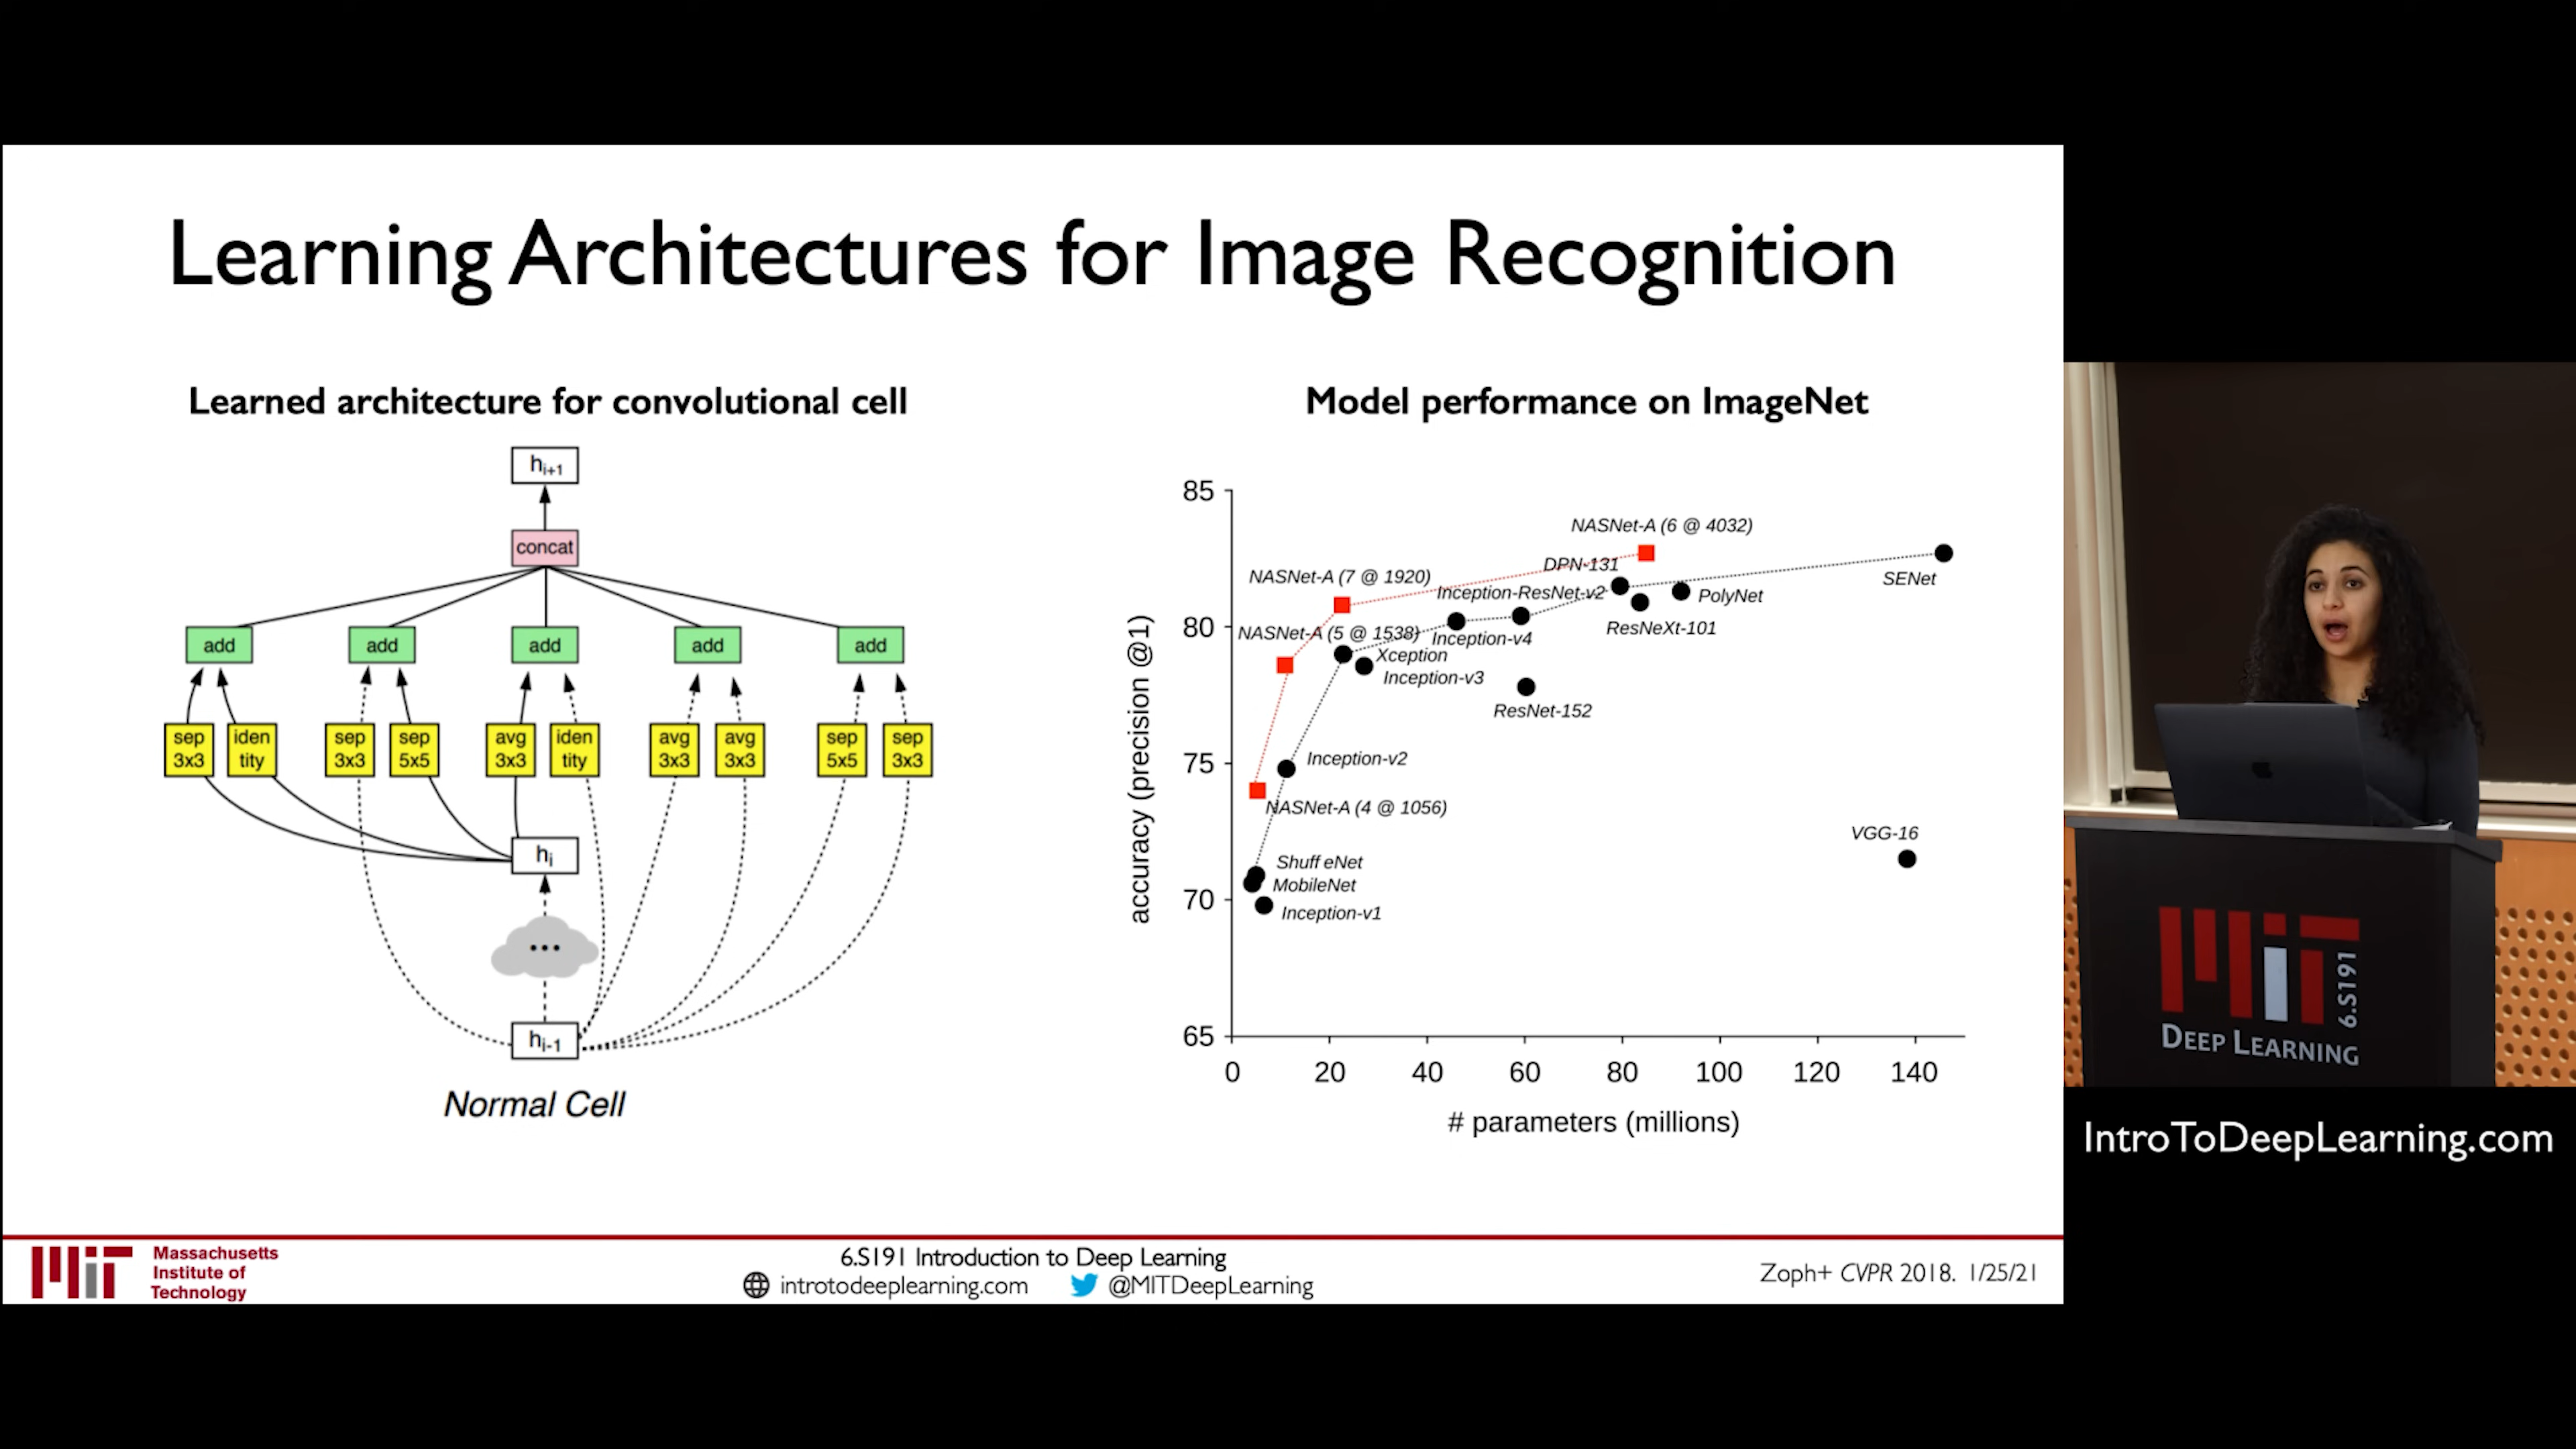 Learning Architectures for Image Recognition
Learned architecture for convolutional cell
hi+1
concat
add add add add add
sep 3x3
iden tity
sep 3x3
sep 5x5
avg 3x3
iden tity
avg 3x3
avg 3x3
sep 5x5
sep 3x3
hi
...
hi-1
Normal Cell
Model performance on ImageNet
accuracy (precision @1)
85
80
75
70
65
NASNet-A (6 @ 4032)
DPN-131
NASNet-A (7 @ 1920)
Inception-ResNet-v2
SENet
PolyNet
NASNet-A (5 @ 1538)
Inception-v4
ResNeXt-101
Xception
Inception-v3
ResNet-152
Inception-v2
NASNet-A (4 @ 1056)
VGG-16
Shuff eNet
MobileNet
Inception-v1
0 20 40 60 80 100 120 140
# parameters (millions)
MIT
Massachusetts
Institute of
Technology
6.S191 Introduction to Deep Learning
introtodeeplearning.com @MITDeepLearning
Zoph+ CVPR 2018. 1/25/21
MIT
6.S191
DEEP LEARNING
IntroToDeepLearning.com